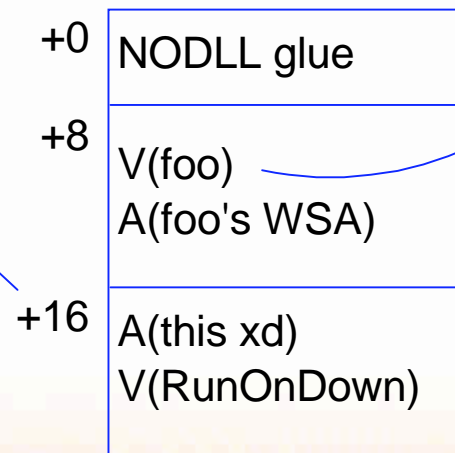 +0
NODLL glue
+8
V(foo)
A(foo's WSA)
+16
A(this xd)
V(RunOnDown)